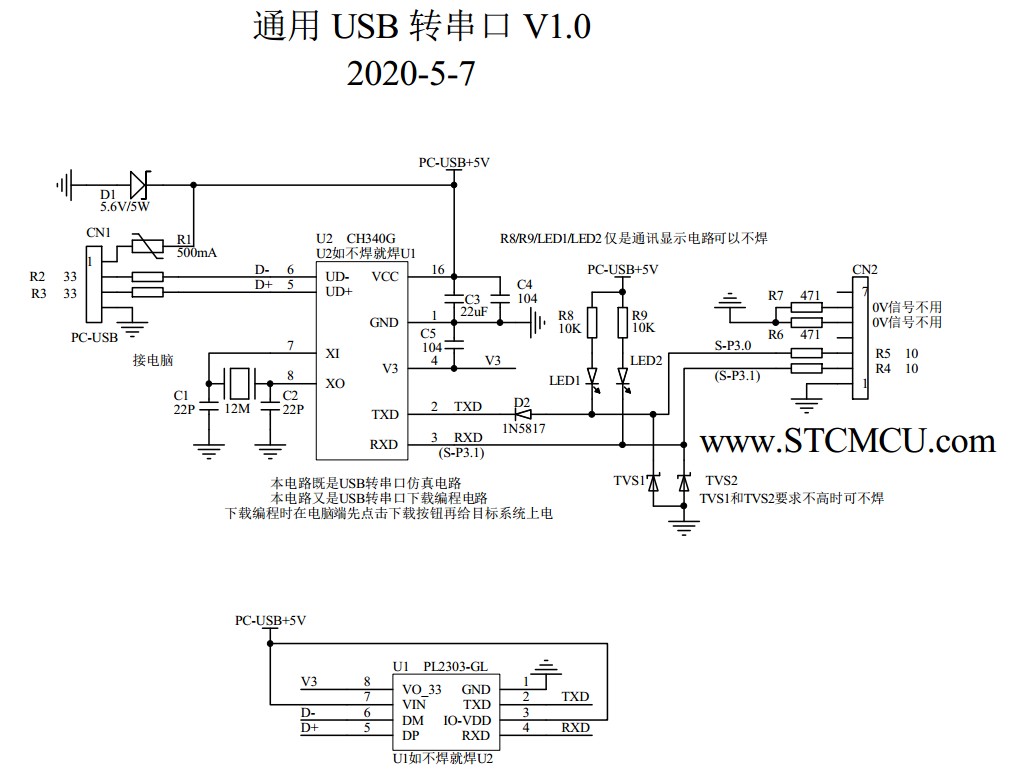 通用 USB 转串口 V1.0
2020-5-7
PC-USB+5V
D1
5.6V/5W
CN1
1
R1
500mA
R2 33
R3 33
PC-USB
接电脑
D- 6
D+ 5
U2 CH340G
U2如不焊就焊U1
UD- VCC 16
UD+
GND 1
7 XI
V3 4 V3
8 XO
TXD 2 TXD
RXD 3 RXD
(S-P3.1)
C1
22P
12M
C2
22P
C3
22uF
C4
104
C5
104
R8/R9/LED1/LED2 仅是通讯显示电路可以不焊
PC-USB+5V
R8
10K
R9
10K
LED1
LED2
D2
1N5817
CN2
7
R7 471
0V信号不用
0V信号不用
R6 471
S-P3.0
R5 10
(S-P3.1)
R4 10
1
www.STCMCU.com
TVS1
TVS2
TVS1和TVS2要求不高时可不焊
本电路既是USB转串口仿真电路
本电路又是USB转串口下载编程电路
下载编程时在电脑端先点击下载按钮再给目标系统上电
PC-USB+5V
U1 PL2303-GL
V3 8 VO_33 GND 1
7 VIN TXD 2 TXD
D- 6 DM IO-VDD 3
D+ 5 DP RXD 4 RXD
U1如不焊就焊U2